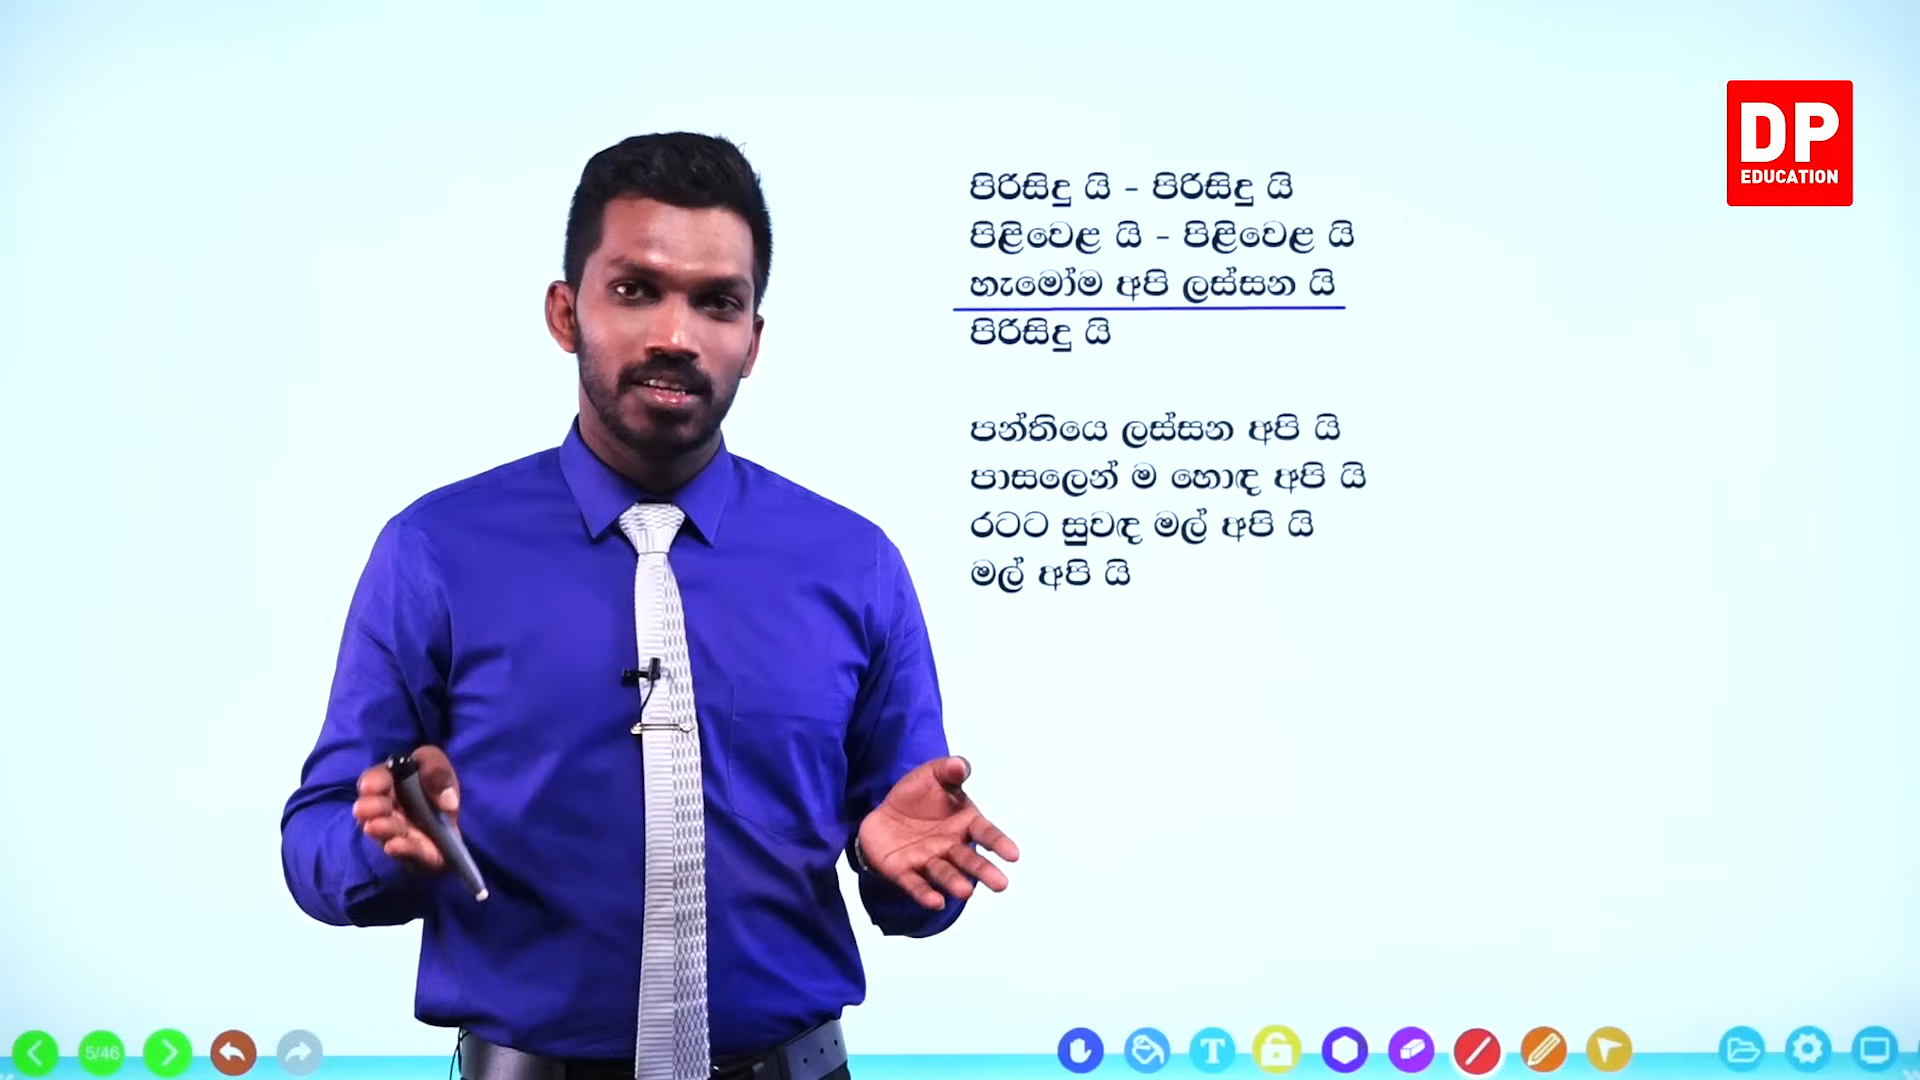 DP
EDUCATION
පිරිසිදු යි - පිරිසිදු යි
පිළිවෙළ යි - පිළිවෙළ යි
හැමෝම අපි ලස්සන යි
පිරිසිදු යි
පන්තියෙ ලස්සන අපි යි
පාසලෙන් ම හොඳ අපි යි
රටට සුවඳ මල් අපි යි
මල් අපි යි
5/46
T